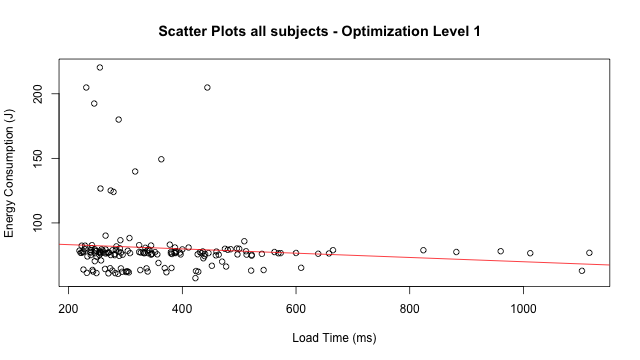 Scatter Plots all subjects - Optimization Level 1
Energy Consumption (J)
200
150
100
200
400
600
800
1000
Load Time (ms)